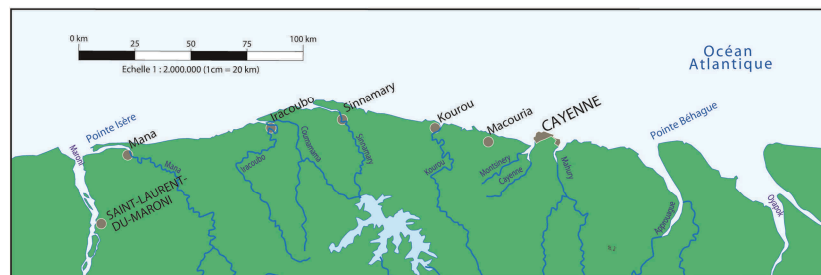 0 km 25 50 75 100 km
Echelle 1 : 2.000.000 (1cm = 20 km)
Océan
Atlantique
Pointe Isère
Mana
Iracoubo
Sinnamary
Kourou
Macouria
CAYENNE
Pointe Béhague
Maroni
Mana
Iracoubo
Counamama
Sinnamary
Kourou
Montsinery
Cayenne
Mahury
Approuague
Oyapok
SAINT-LAURENT-
DU-MARONI